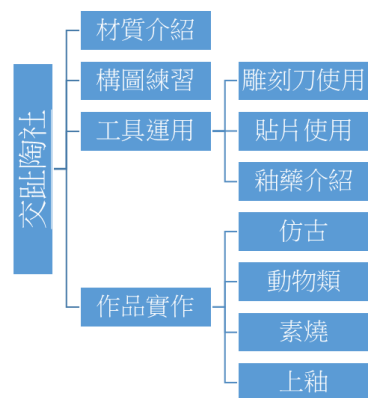 交趾陶社
材質介紹
構圖練習
工具運用
雕刻刀使用
貼片使用
釉藥介紹
作品實作
仿古
動物類
素燒
上釉